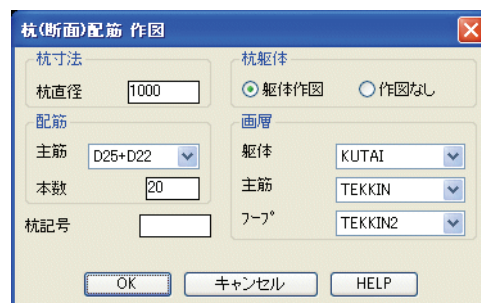 杭(断面)配筋 作図
杭寸法
杭直径 1000
配筋
主筋 D25+D22
本数 20
杭記号
杭躯体
躯体作図 作図なし
画層
躯体 KUTAI
主筋 TEKKIN
フープ TEKKIN2
OK キャンセル HELP